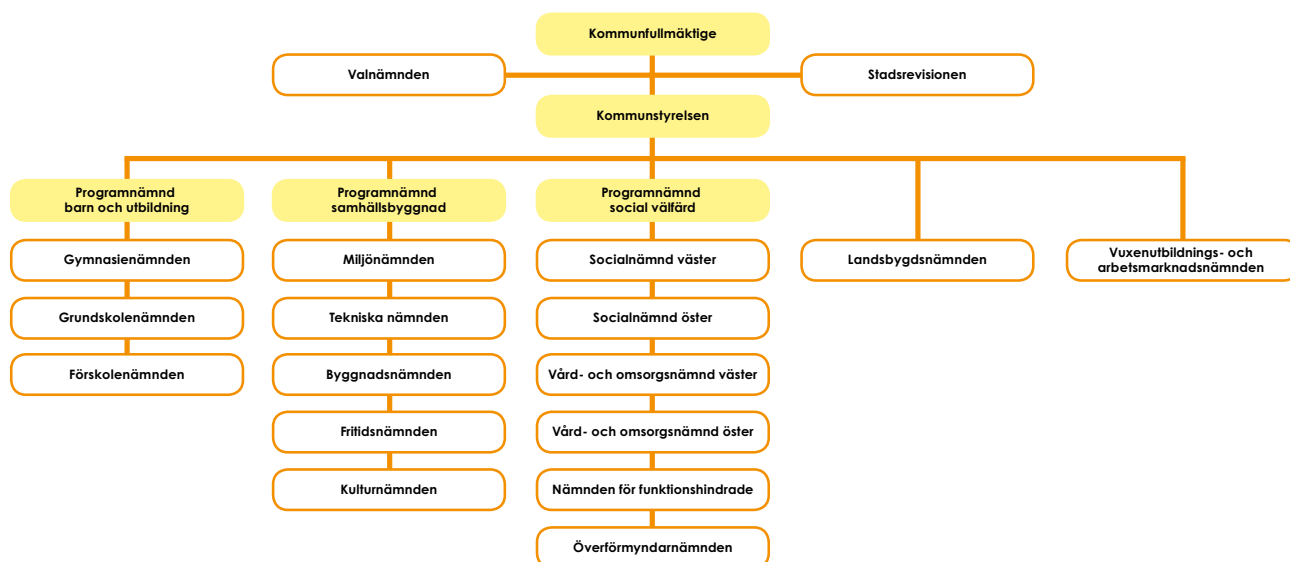 Kommunfullmäktige
Valnämnden
Stadsrevisionen
Kommunstyrelsen
Programnämnd
barn och utbildning
Gymnasienämnden
Grundskolenämnden
Förskolenämnden
Programnämnd
samhällsbyggnad
Miljönämnden
Tekniska nämnden
Byggnadsnämnden
Fritidsnämnden
Kulturnämnden
Programnämnd
social välfärd
Socialnämnd väster
Socialnämnd öster
Vård- och omsorgsnämnd väster
Vård- och omsorgsnämnd öster
Nämnden för funktionshindrade
Överförmyndarnämnden
Landsbygdsnämnden
Vuxenutbildnings- och
arbetsmarknadsnämnden